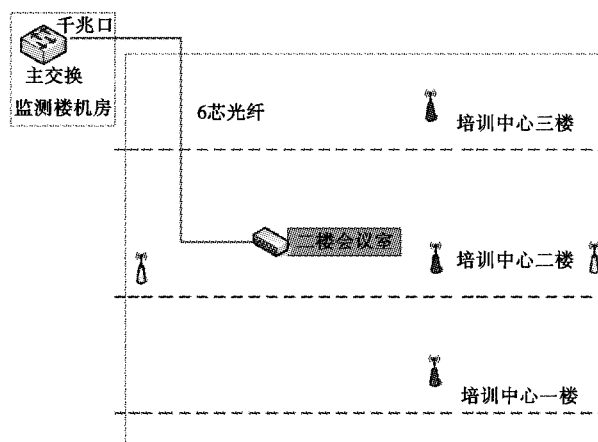 千兆口
主交换
监测楼机房
6芯光纤
培训中心三楼
二楼会议室
培训中心二楼
培训中心一楼